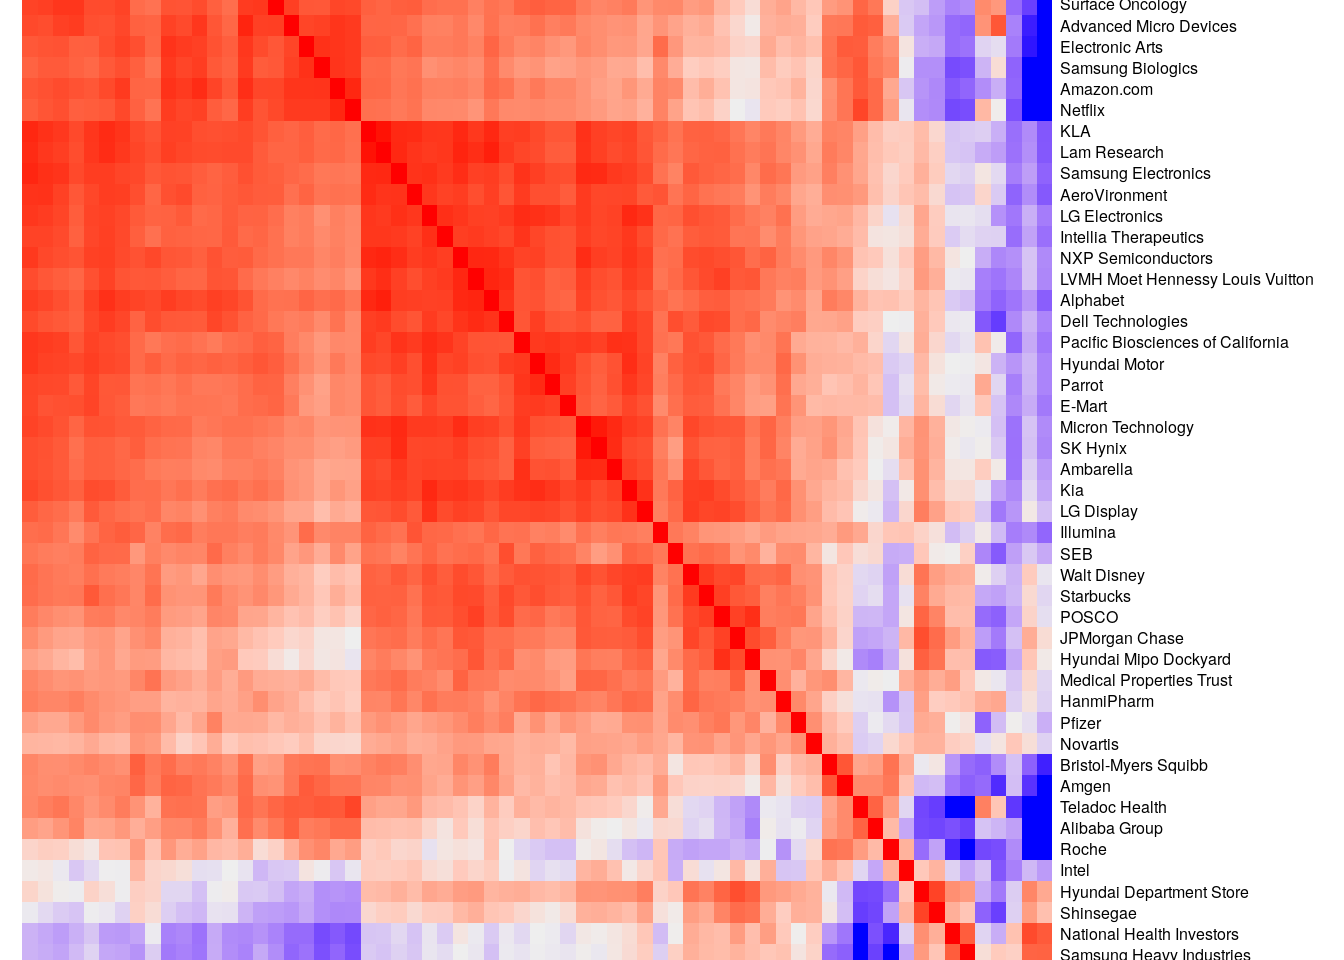 Surface Oncology
Advanced Micro Devices
Electronic Arts
Samsung Biologics
Amazon.com
Netflix
KLA
Lam Research
Samsung Electronics
AeroVironment
LG Electronics
Intellia Therapeutics
NXP Semiconductors
LVMH Moet Hennessy Louis Vuitton
Alphabet
Dell Technologies
Pacific Biosciences of California
Hyundai Motor
Parrot
E-Mart
Micron Technology
SK Hynix
Ambarella
Kia
LG Display
Illumina
SEB
Walt Disney
Starbucks
POSCO
JPMorgan Chase
Hyundai Mipo Dockyard
Medical Properties Trust
HanmiPharm
Pfizer
Novartis
Bristol-Myers Squibb
Amgen
Teladoc Health
Alibaba Group
Roche
Intel
Hyundai Department Store
Shinsegae
National Health Investors
Samsung Heavy Industries